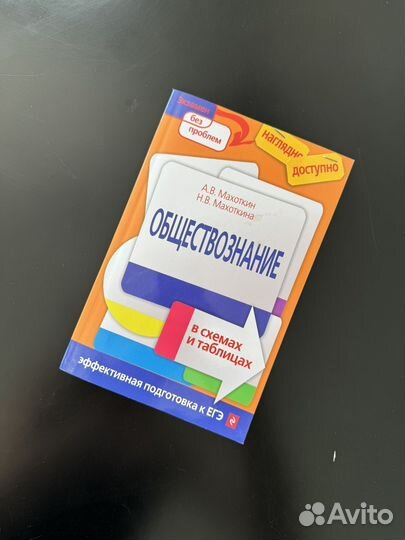 Экзамен
без
проблем
наглядно
доступно
А.В. Махоткин
Н.В. Махоткина
ОБЩЕСТВОЗНАНИЕ
в схемах
и таблицах
эффективная подготовка к ЕГЭ
Avito